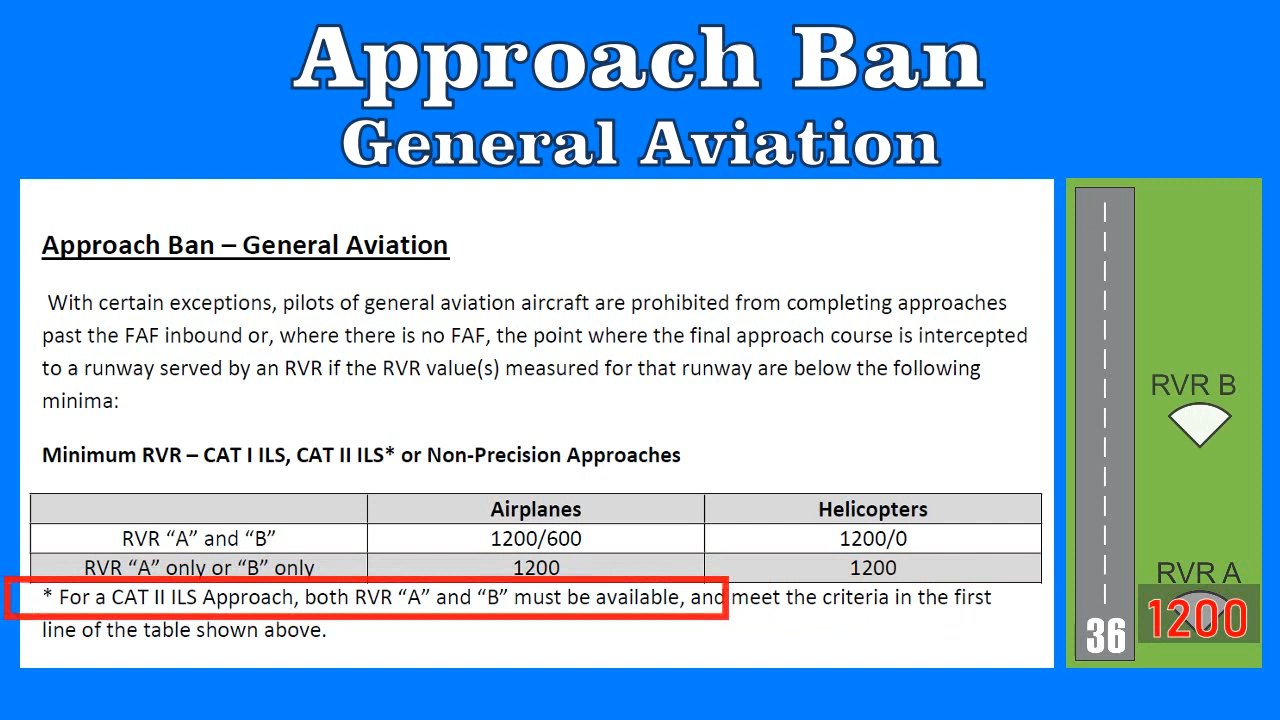 Approach Ban
General Aviation
Approach Ban – General Aviation
With certain exceptions, pilots of general aviation aircraft are prohibited from completing approaches
past the FAF inbound or, where there is no FAF, the point where the final approach course is intercepted
to a runway served by an RVR if the RVR value(s) measured for that runway are below the following
minima:
Minimum RVR – CAT I ILS, CAT II ILS* or Non-Precision Approaches
Airplanes Helicopters
RVR “A” and “B” 1200/600 1200/0
RVR “A” only or “B” only 1200 1200
* For a CAT II ILS Approach, both RVR “A” and “B” must be available, and meet the criteria in the first
line of the table shown above.
RVR B
RVR A
1200
36